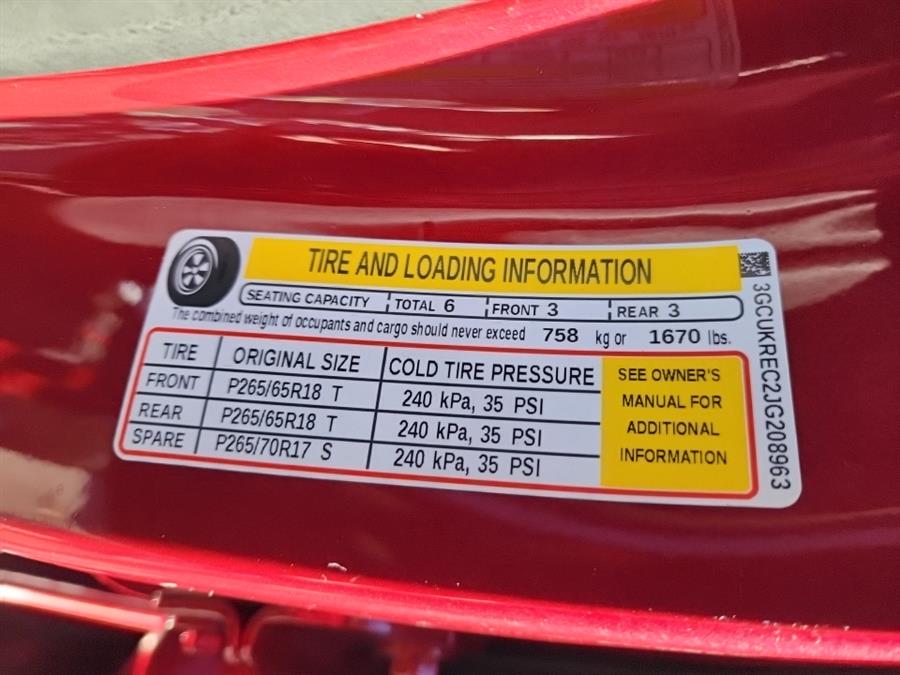 TIRE AND LOADING INFORMATION
SEATING CAPACITY TOTAL 6 FRONT 3 REAR 3
The combined weight of occupants and cargo should never exceed 758 kg or 1670 lbs.
TIRE ORIGINAL SIZE COLD TIRE PRESSURE
FRONT P265/65R18 T 240 kPa, 35 PSI
REAR P265/65R18 T 240 kPa, 35 PSI
SPARE P265/70R17 S 240 kPa, 35 PSI
SEE OWNER'S
MANUAL FOR
ADDITIONAL
INFORMATION
3GCUKREC2JG208963